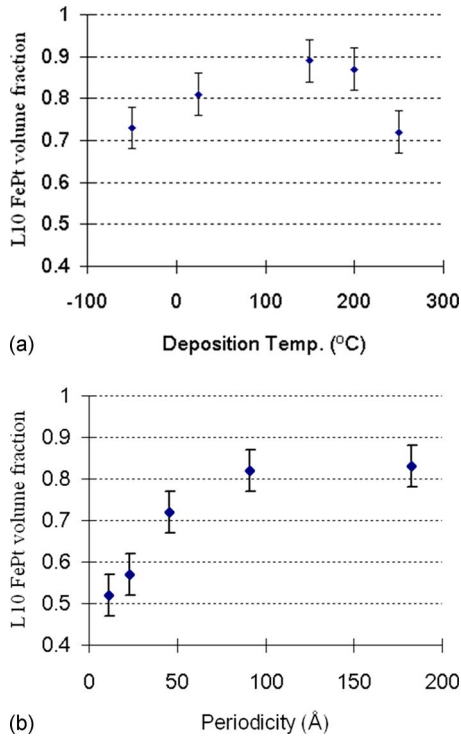 L10 FePt volume fraction
1
0.9
0.8
0.7
0.6
0.5
0.4
-100 0 100 200 300
(a) Deposition Temp. (⁰C)
L10 FePt volume fraction
1
0.9
0.8
0.7
0.6
0.5
0.4
0 50 100 150 200
(b) Periodicity (Å)